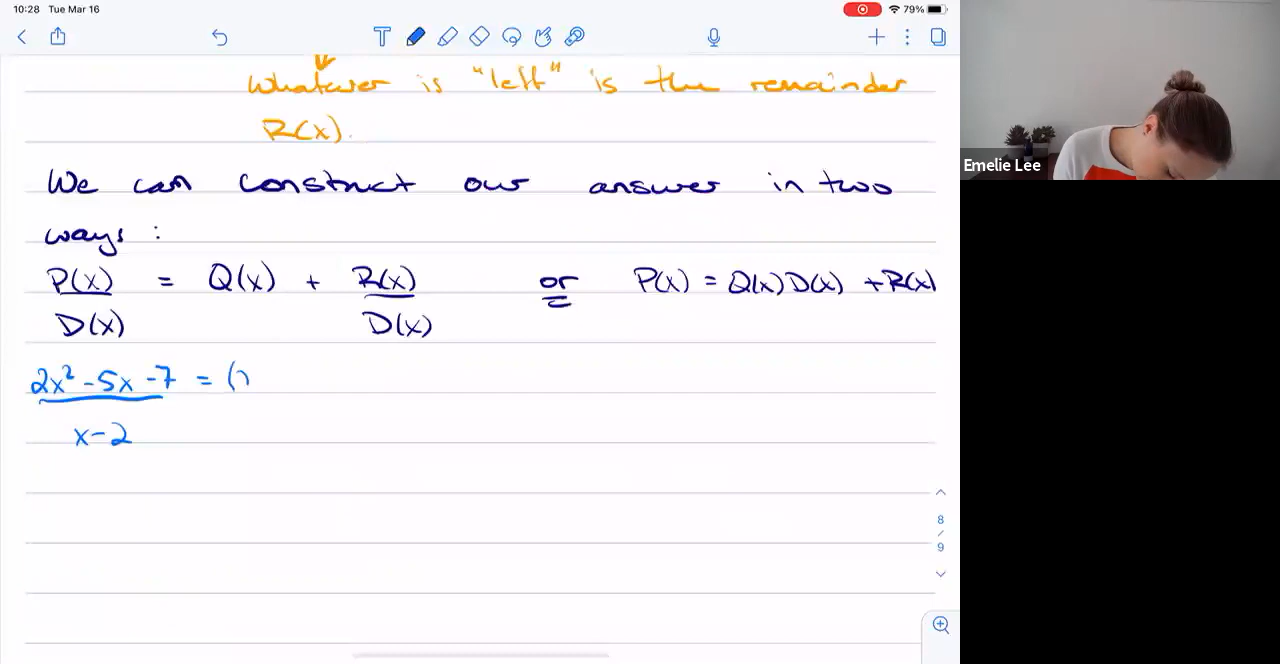 10:28 Tue Mar 16
79%
whatever is "left" is the remainder
R(x).
We can construct our answer in two
ways :
P(x) = Q(x) + R(x) or P(x) = Q(x) D(x) + R(x)
D(x) D(x)
2x² - 5x - 7 = (
x - 2
Emelie Lee
8
/
9